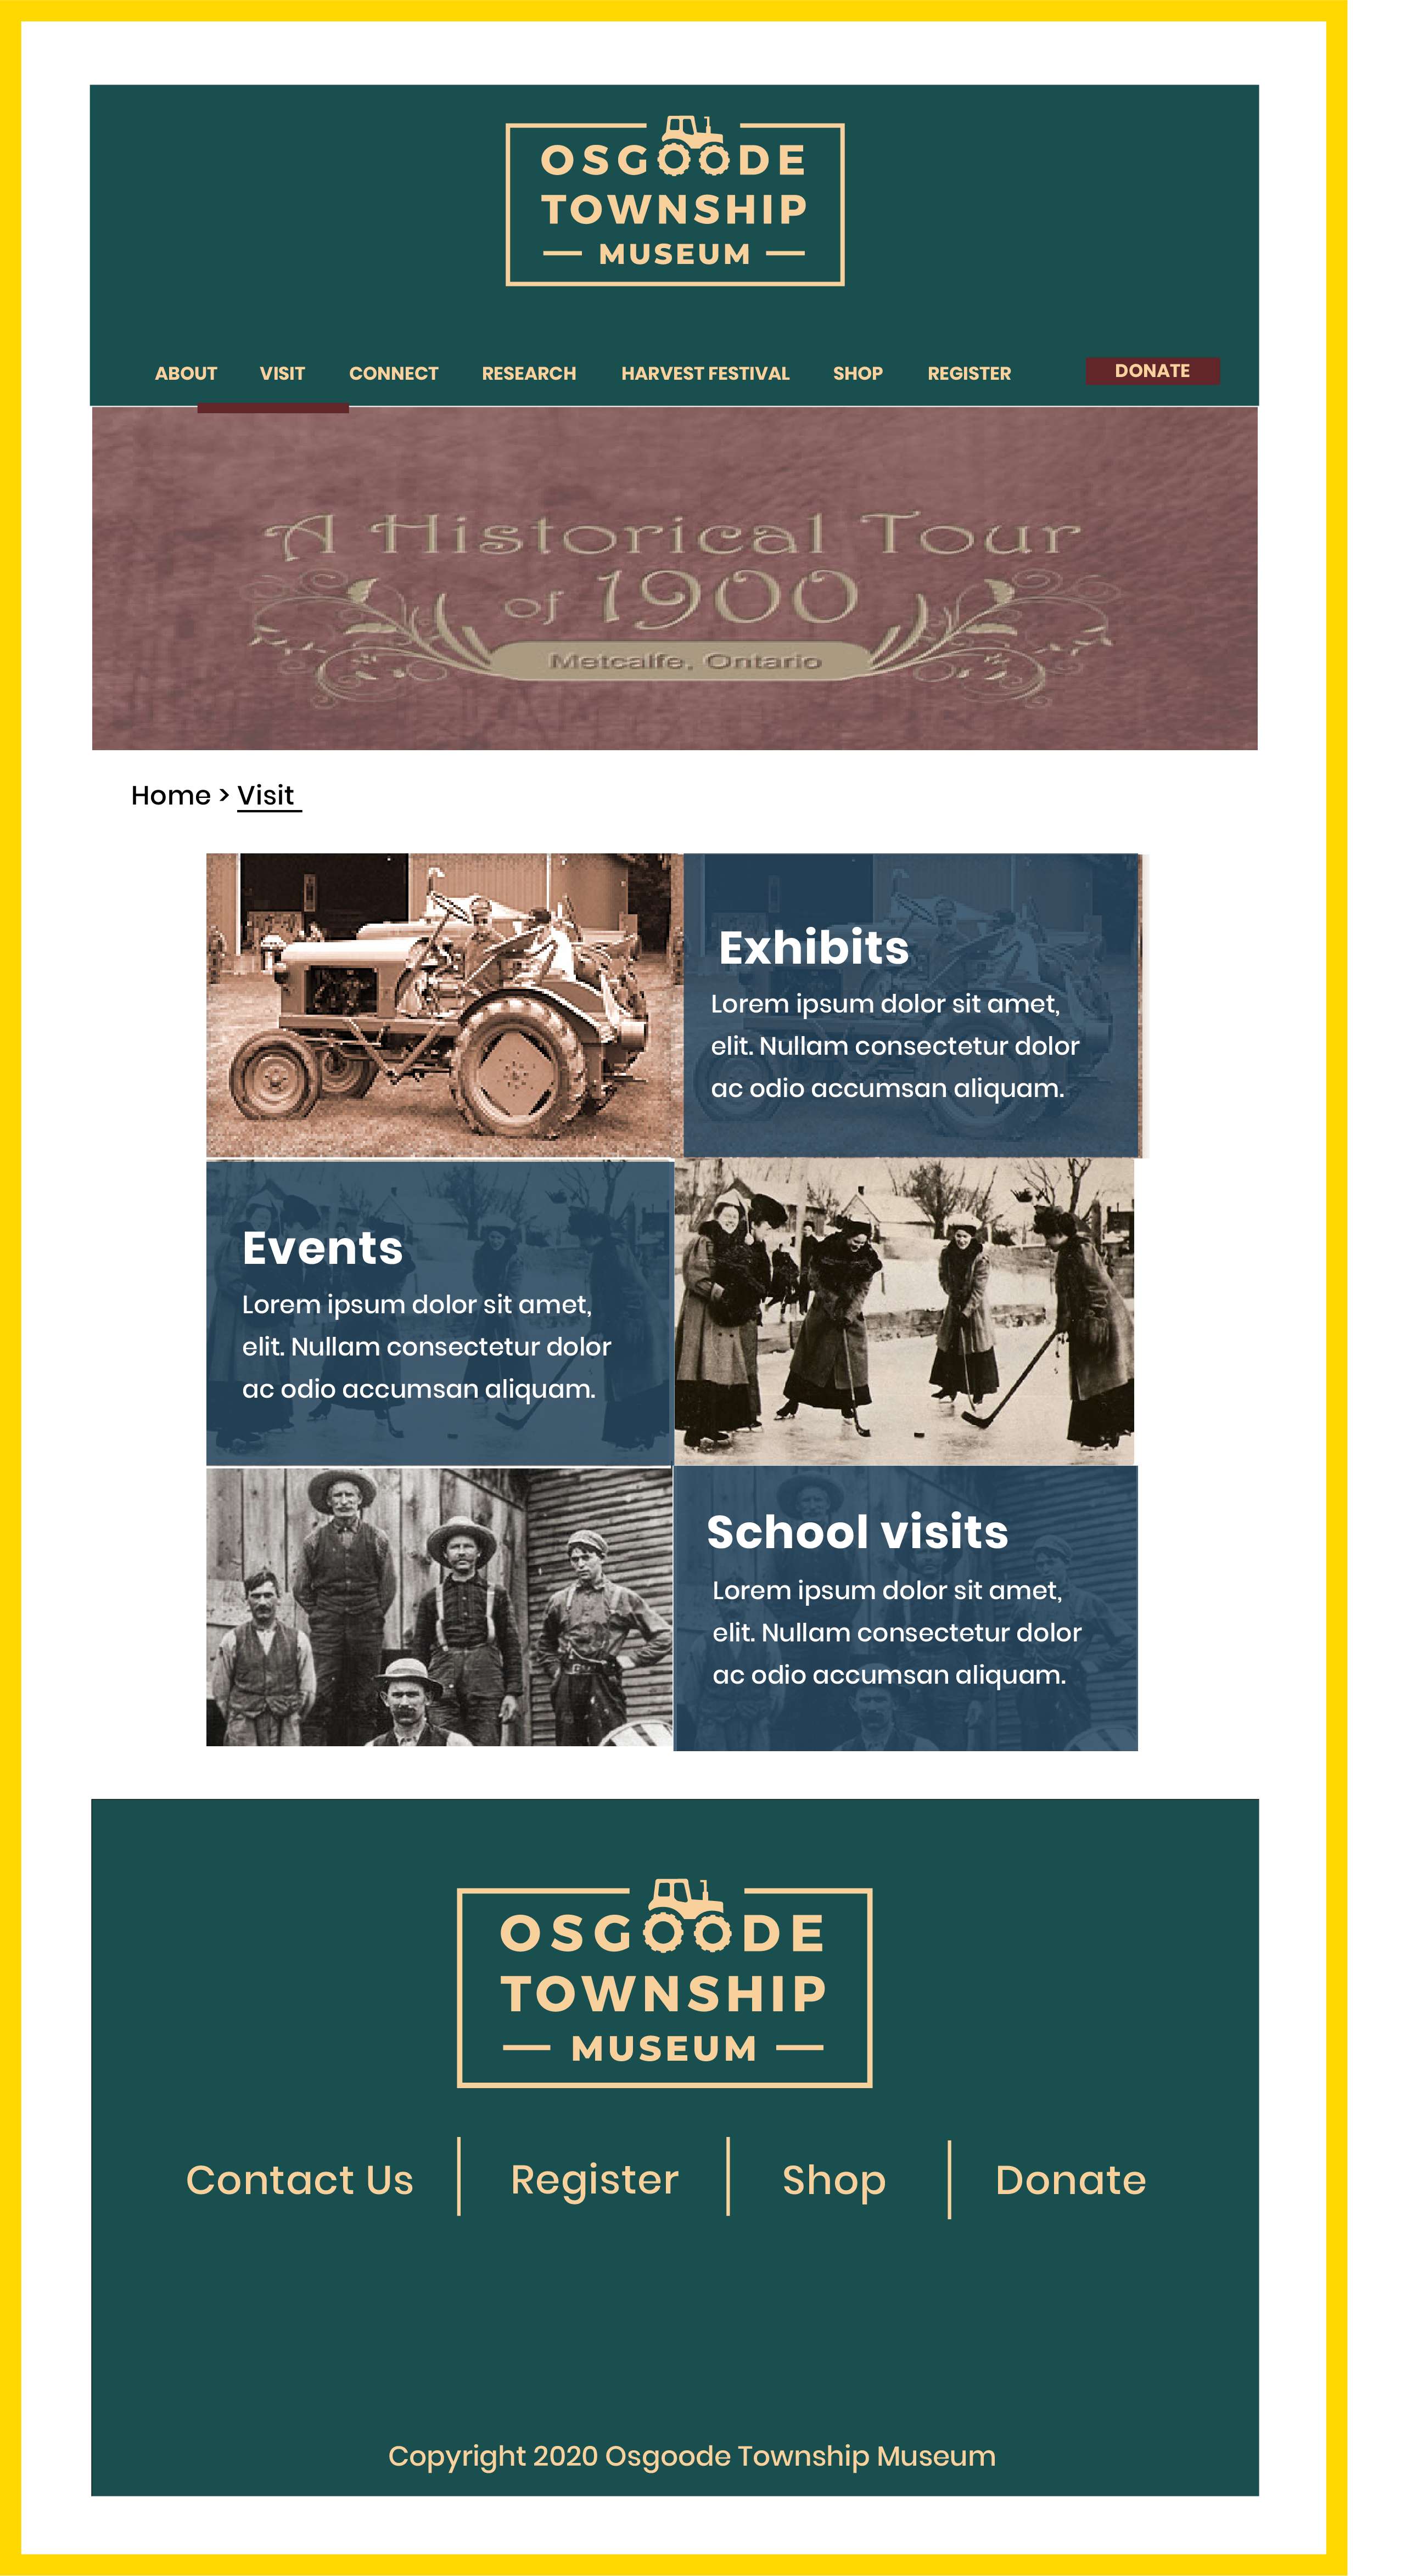 OSGOODE
TOWNSHIP
MUSEUM
ABOUT VISIT CONNECT RESEARCH HARVEST FESTIVAL SHOP REGISTER DONATE
A Historical Tour
of 1900
Metcalfe, Ontario
Home > Visit
Exhibits
Lorem ipsum dolor sit amet,
elit. Nullam consectetur dolor
ac odio accumsan aliquam.
Events
Lorem ipsum dolor sit amet,
elit. Nullam consectetur dolor
ac odio accumsan aliquam.
School visits
Lorem ipsum dolor sit amet,
elit. Nullam consectetur dolor
ac odio accumsan aliquam.
OSGOODE
TOWNSHIP
MUSEUM
Contact Us | Register | Shop | Donate
Copyright 2020 Osgoode Township Museum